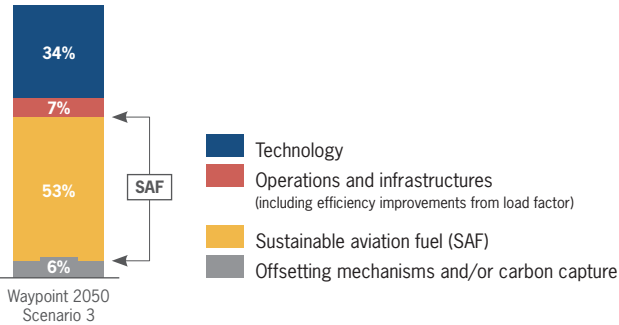 34%
7%
53%
6%
SAF
Waypoint 2050
Scenario 3
Technology
Operations and infrastructures
(including efficiency improvements from load factor)
Sustainable aviation fuel (SAF)
Offsetting mechanisms and/or carbon capture